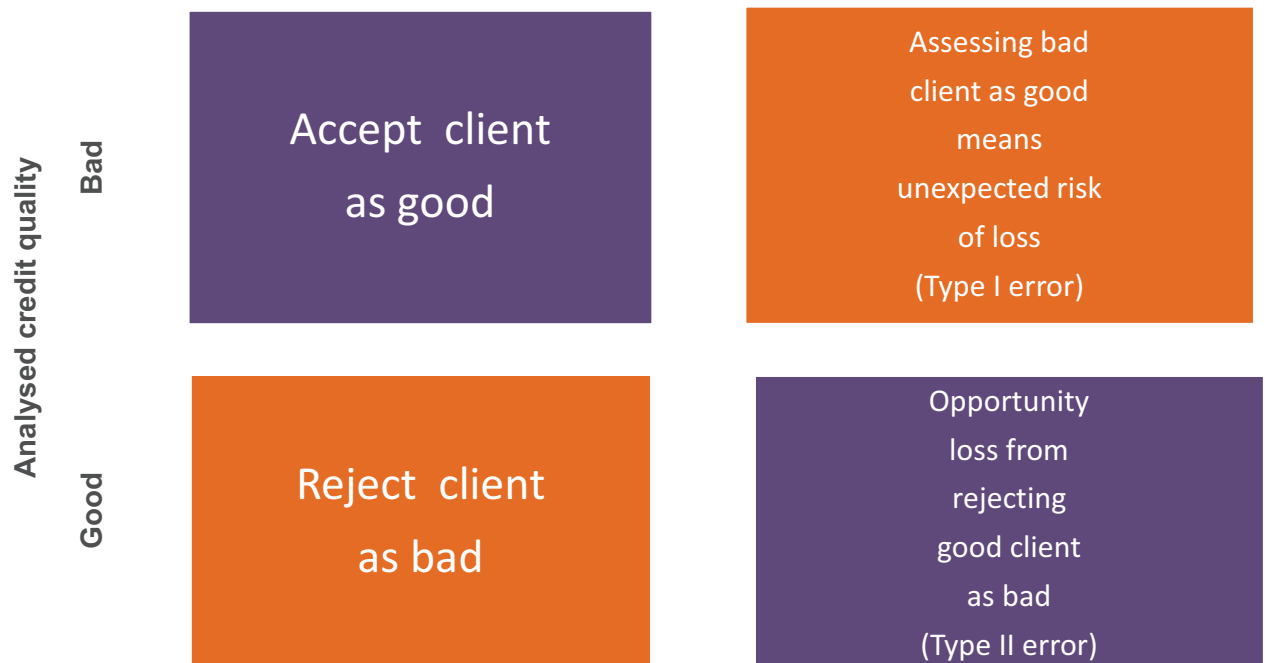 Analysed credit quality
Bad
Accept client
as good
Assessing bad
client as good
means
unexpected risk
of loss
(Type I error)
Good
Reject client
as bad
Opportunity
loss from
rejecting
good client
as bad
(Type II error)